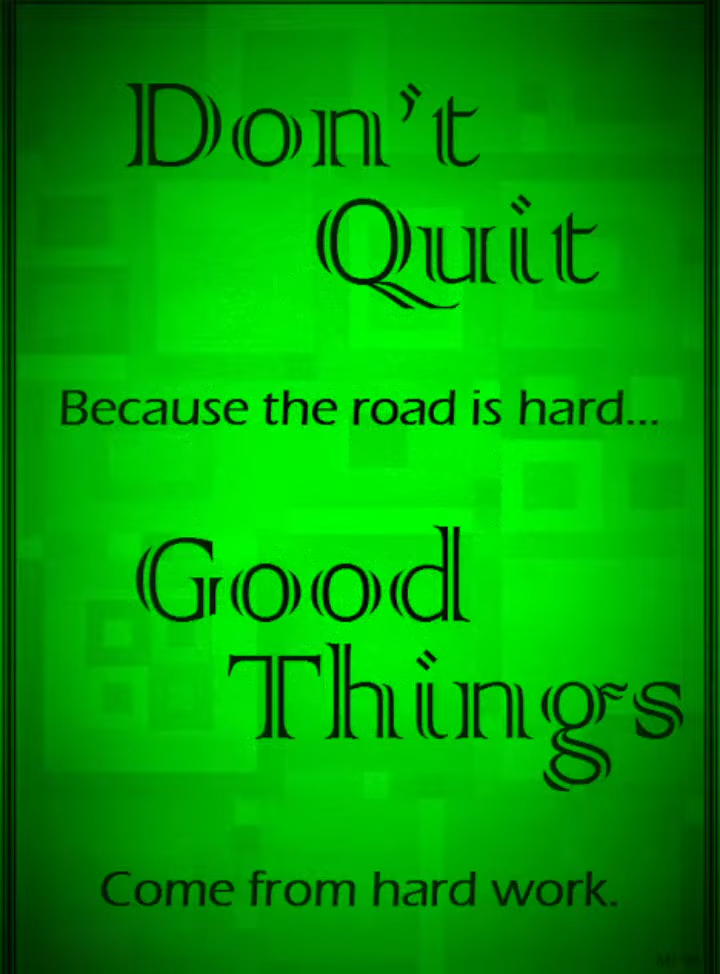 Don't
Quit
Because the road is hard...
Good
Things
Come from hard work.